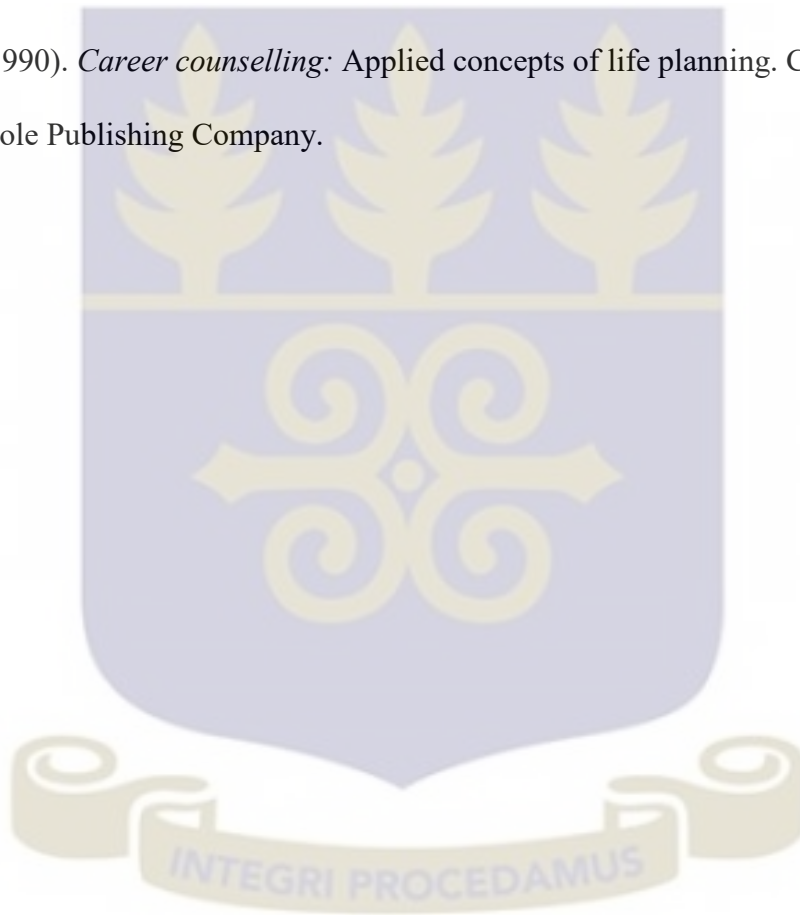 990). Career counselling: Applied concepts of life planning. C
ole Publishing Company.
INTEGRI PROCEDAMUS